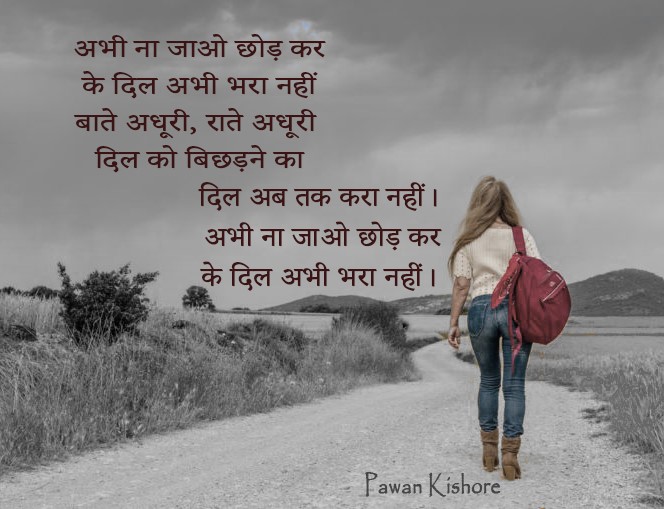 अभी ना जाओ छोड़ कर
के दिल अभी भरा नहीं
बाते अधूरी, राते अधूरी
दिल को बिछड़ने का
दिल अब तक करा नहीं।
अभी ना जाओ छोड़ कर
के दिल अभी भरा नहीं।
Pawan Kishore